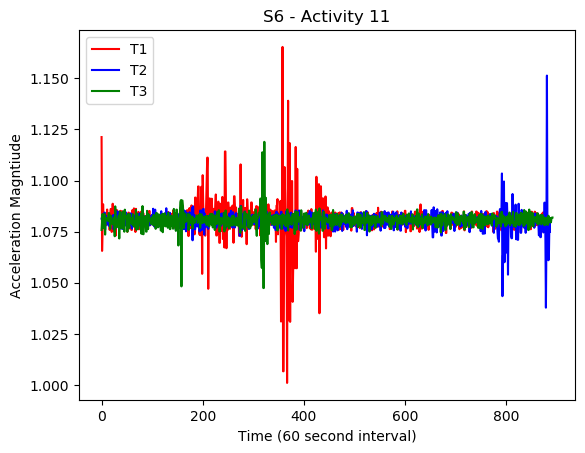 S6 - Activity 11
T1
T2
T3
Acceleration Magntiude
1.150
1.125
1.100
1.075
1.050
1.025
1.000
0 200 400 600 800
Time (60 second interval)